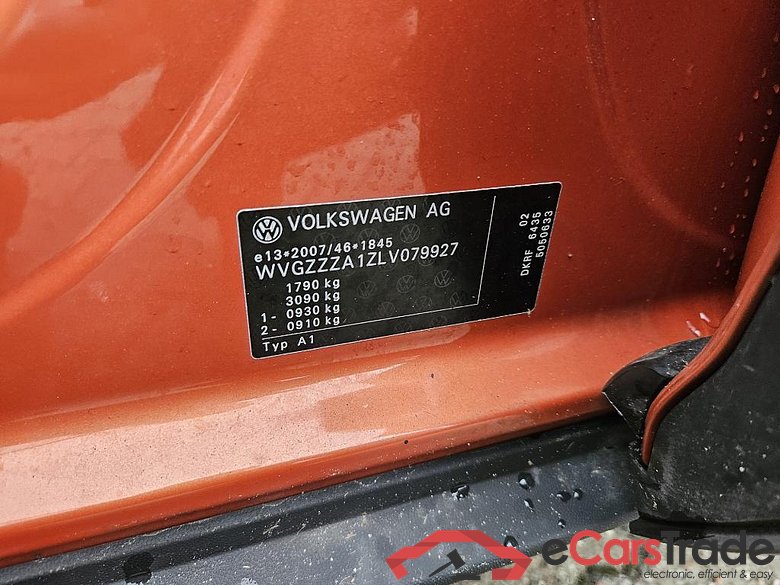 VOLKSWAGEN AG
e13*2007/46*1845
WVGZZZA1ZLV079927
1790 kg
3090 kg
1- 0930 kg
2- 0910 kg
Typ A1
02
DKRF 6435
5050633
eCarsTrade
electronic, efficient & easy